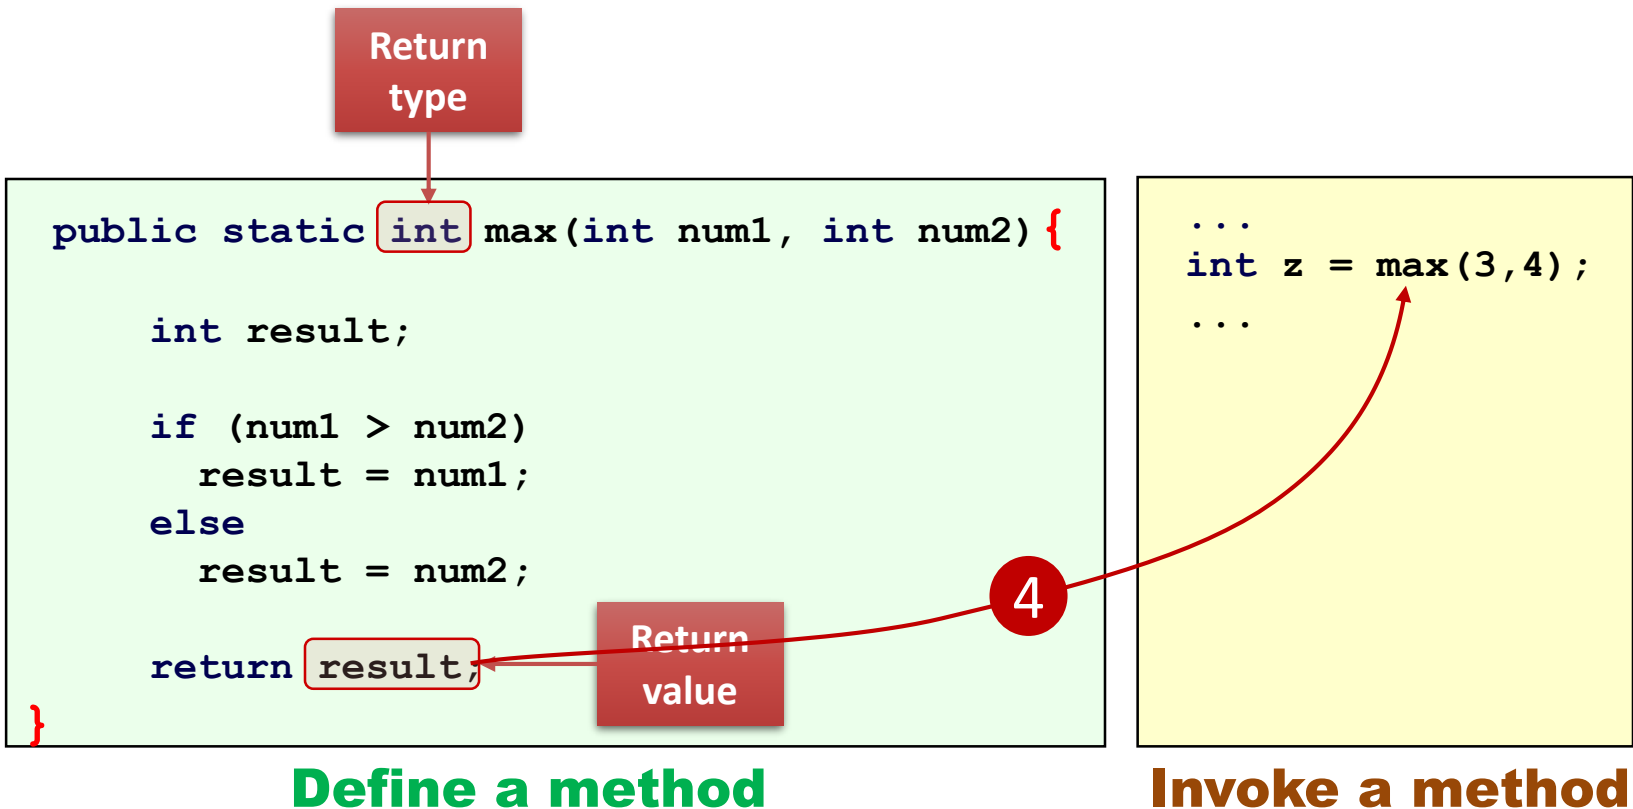 Return
type
public static int max(int num1, int num2) {
int result;
if (num1 > num2)
result = num1;
else
result = num2;
return result;
}
Return
value
4
Define a method
...
int z = max(3,4);
...
Invoke a method